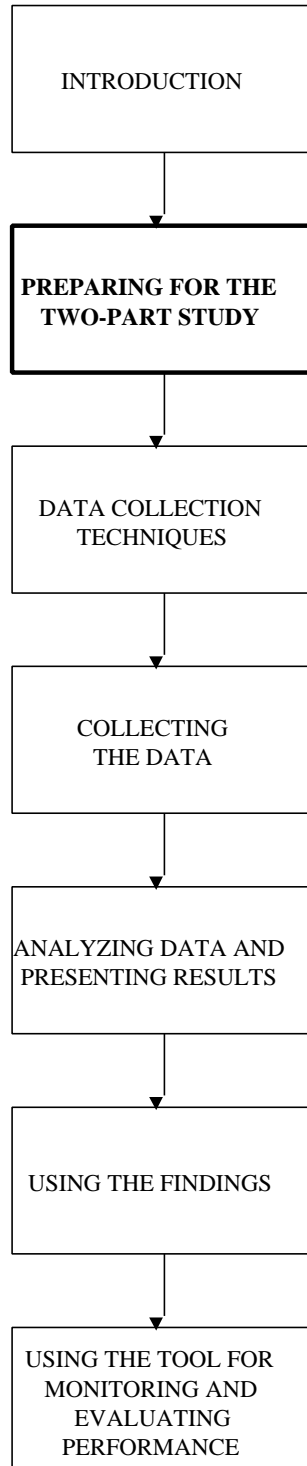 INTRODUCTION
PREPARING FOR THE
TWO-PART STUDY
DATA COLLECTION
TECHNIQUES
COLLECTING
THE DATA
ANALYZING DATA AND
PRESENTING RESULTS
USING THE FINDINGS
USING THE TOOL FOR
MONITORING AND
EVALUATING
PERFORMANCE